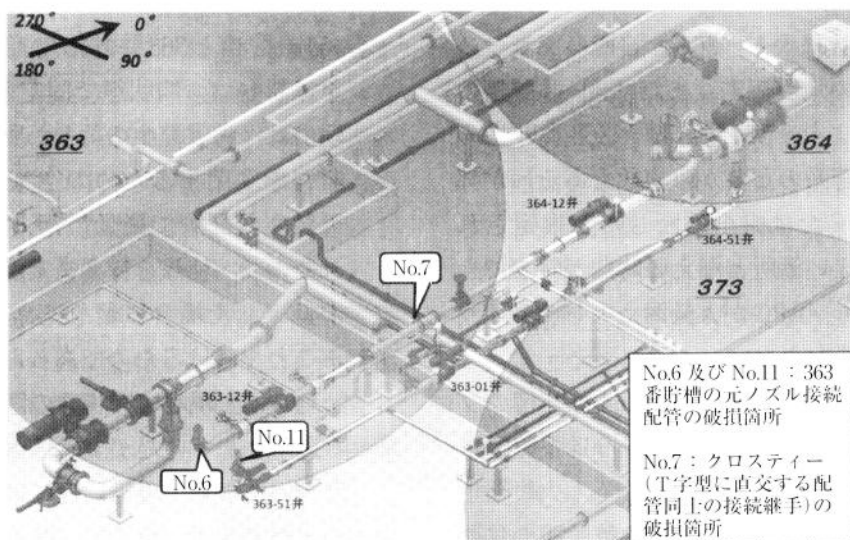 270°
0°
180°
90°
363
364
364-12弁
364-51弁
No.7
373
363-01弁
363-12弁
No.11
No.6
363-51弁
No.6 及び No.11：363
番貯槽の元ノズル接続
配管の破損箇所
No.7：クロスティー
(T字型に直交する配
管同士の接続継手)の
破損箇所